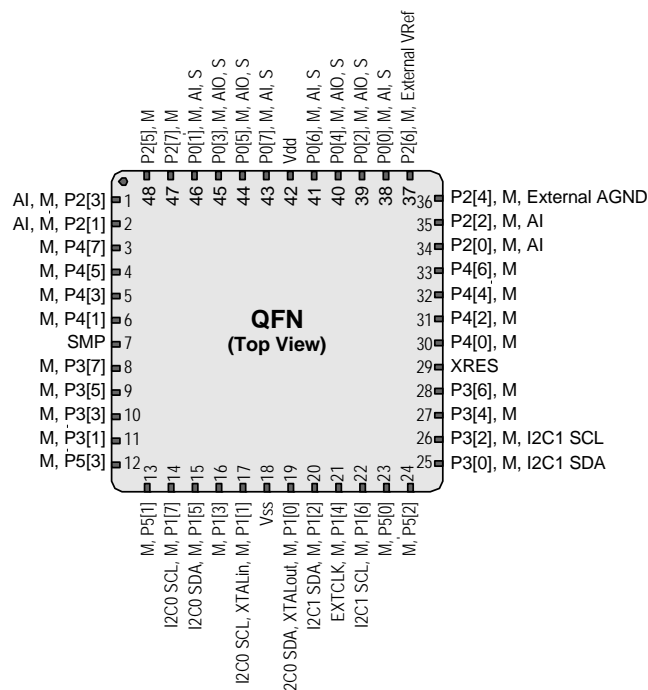 P2[5], M
P2[7], M
P0[1], M, AI, S
P0[3], M, AIO, S
P0[5], M, AIO, S
P0[7], M, AI, S
Vdd
P0[6], M, AI, S
P0[4], M, AIO, S
P0[2], M, AIO, S
P0[0], M, AI, S
P2[6], M, External VRef
48
47
46
45
44
43
42
41
40
39
38
37
AI, M, P2[3] 1
AI, M, P2[1] 2
M, P4[7] 3
M, P4[5] 4
M, P4[3] 5
M, P4[1] 6
SMP 7
M, P3[7] 8
M, P3[5] 9
M, P3[3] 10
M, P3[1] 11
M, P5[3] 12
QFN
(Top View)
36 P2[4], M, External AGND
35 P2[2], M, AI
34 P2[0], M, AI
33 P4[6], M
32 P4[4], M
31 P4[2], M
30 P4[0], M
29 XRES
28 P3[6], M
27 P3[4], M
26 P3[2], M, I2C1 SCL
25 P3[0], M, I2C1 SDA
13
14
15
16
17
18
19
20
21
22
23
24
M, P5[1]
I2C0 SCL, M, P1[7]
I2C0 SDA, M, P1[5]
M, P1[3]
I2C0 SCL, XTALIn, M, P1[1]
Vss
2C0 SDA, XTALout, M, P1[0]
I2C1 SDA, M, P1[2]
EXTCLK, M, P1[4]
I2C1 SCL, M, P1[6]
M, P5[0]
M, P5[2]